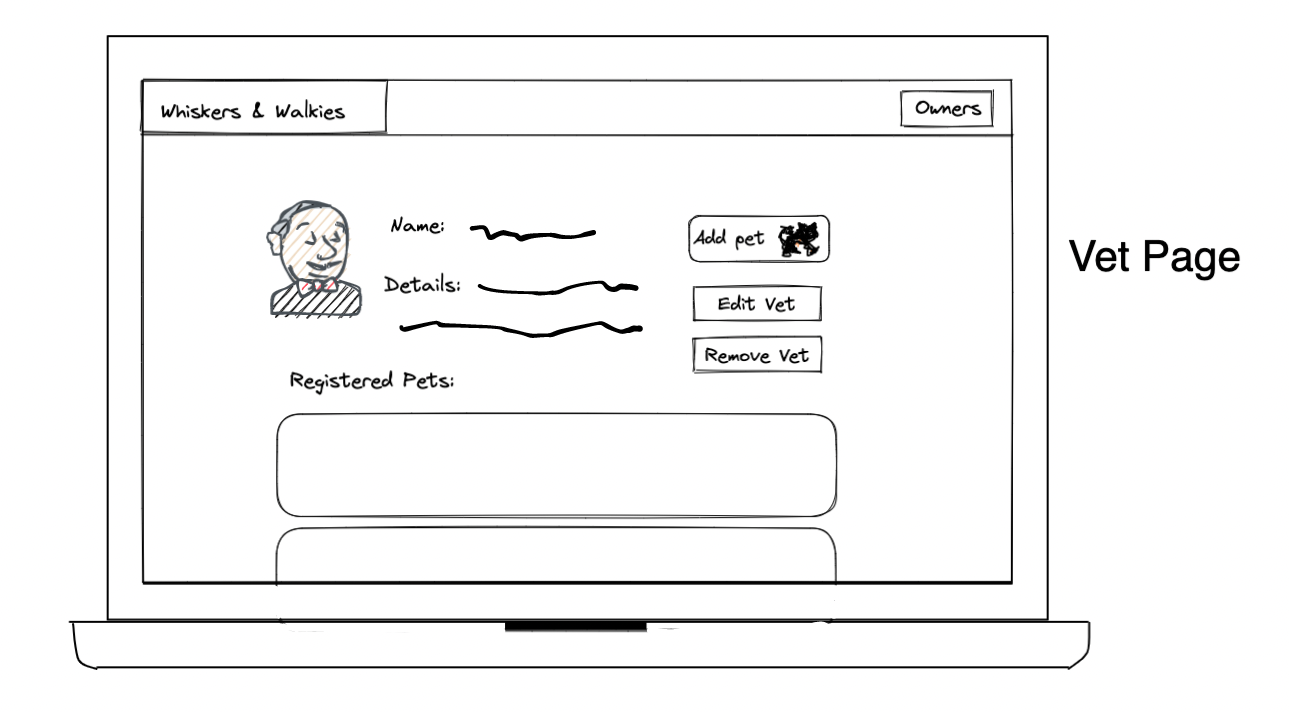 Whiskers & Walkies
Owners
Name:
Add pet
Details:
Edit Vet
Remove Vet
Registered Pets:
Vet Page